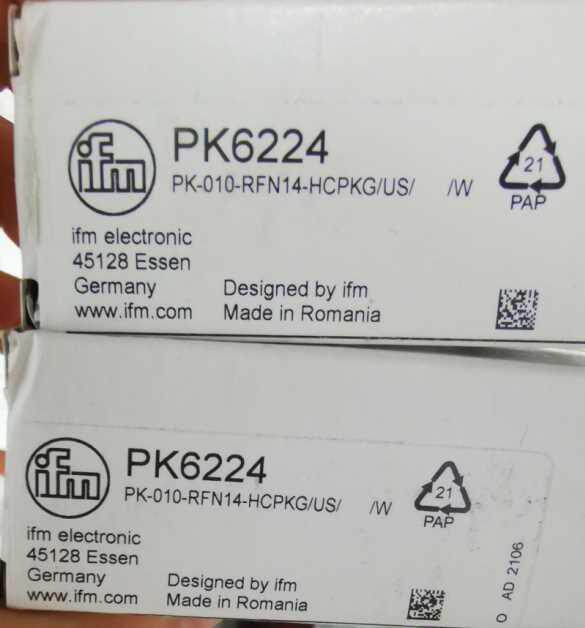 ifm
PK6224
PK-010-RFN14-HCPKG/US/ /W
21
PAP
ifm electronic
45128 Essen
Germany
www.ifm.com
Designed by ifm
Made in Romania
ifm
PK6224
PK-010-RFN14-HCPKG/US/ /W
21
PAP
ifm electronic
45128 Essen
Germany
www.ifm.com
Designed by ifm
Made in Romania
O AD 2106